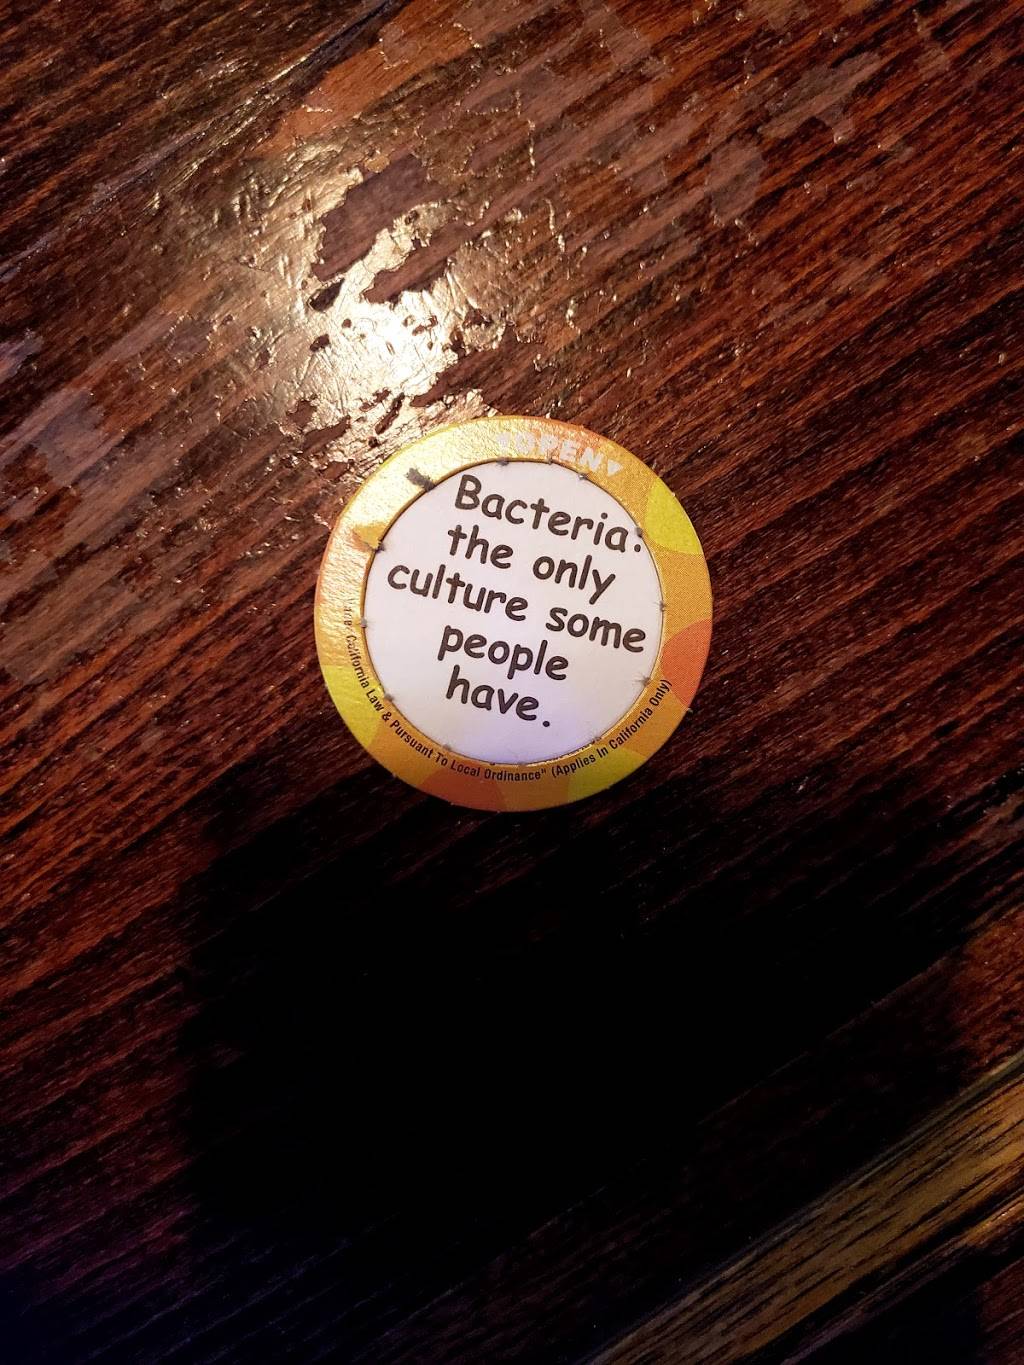 ▼OPEN▼
Bacteria:
the only
culture some
people
have.
California Law & Pursuant To Local Ordinance" (Applies In California Only)